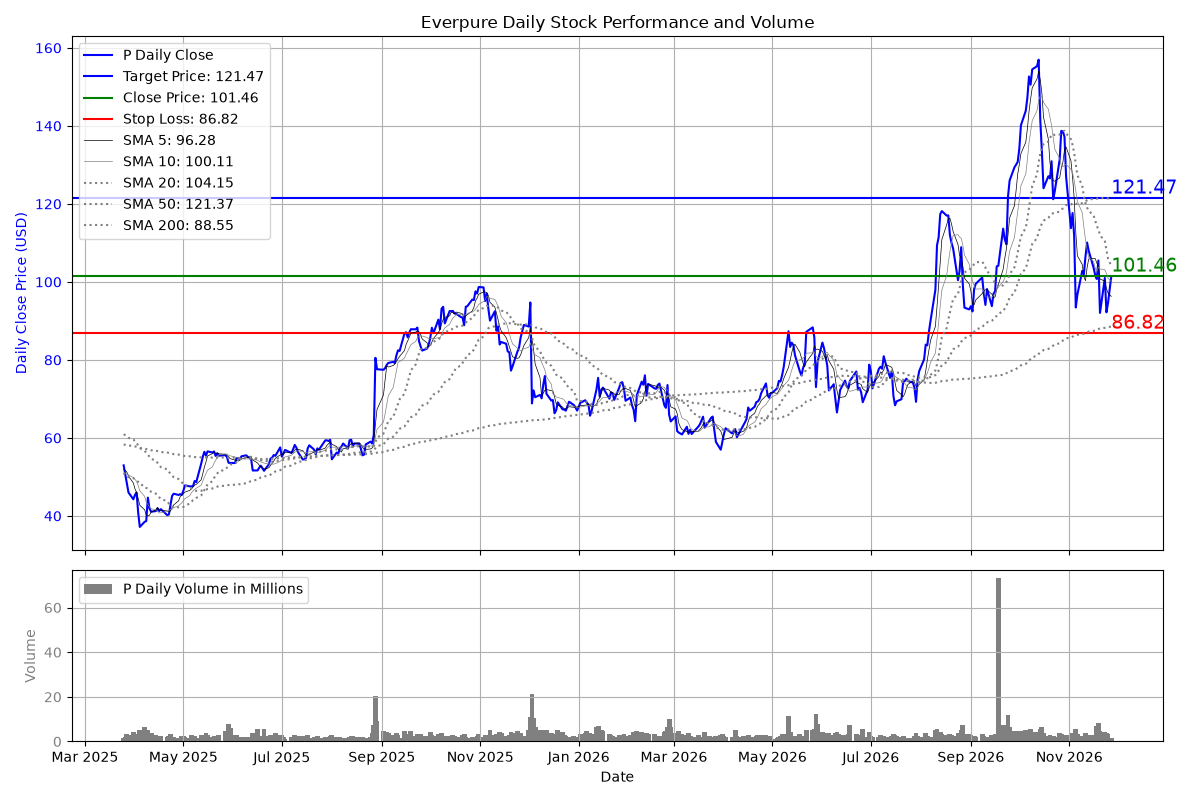 Everpure Daily Stock Performance and Volume
160
140
120
100
80
60
40
Daily Close Price (USD)
P Daily Close
Target Price: 121.47
Close Price: 101.46
Stop Loss: 86.82
SMA 5: 96.28
SMA 10: 100.11
SMA 20: 104.15
SMA 50: 121.37
SMA 200: 88.55
121.47
101.46
86.82
P Daily Volume in Millions
60
40
20
0
Volume
Mar 2025 May 2025 Jul 2025 Sep 2025 Nov 2025 Jan 2026 Mar 2026 May 2026 Jul 2026 Sep 2026 Nov 2026
Date